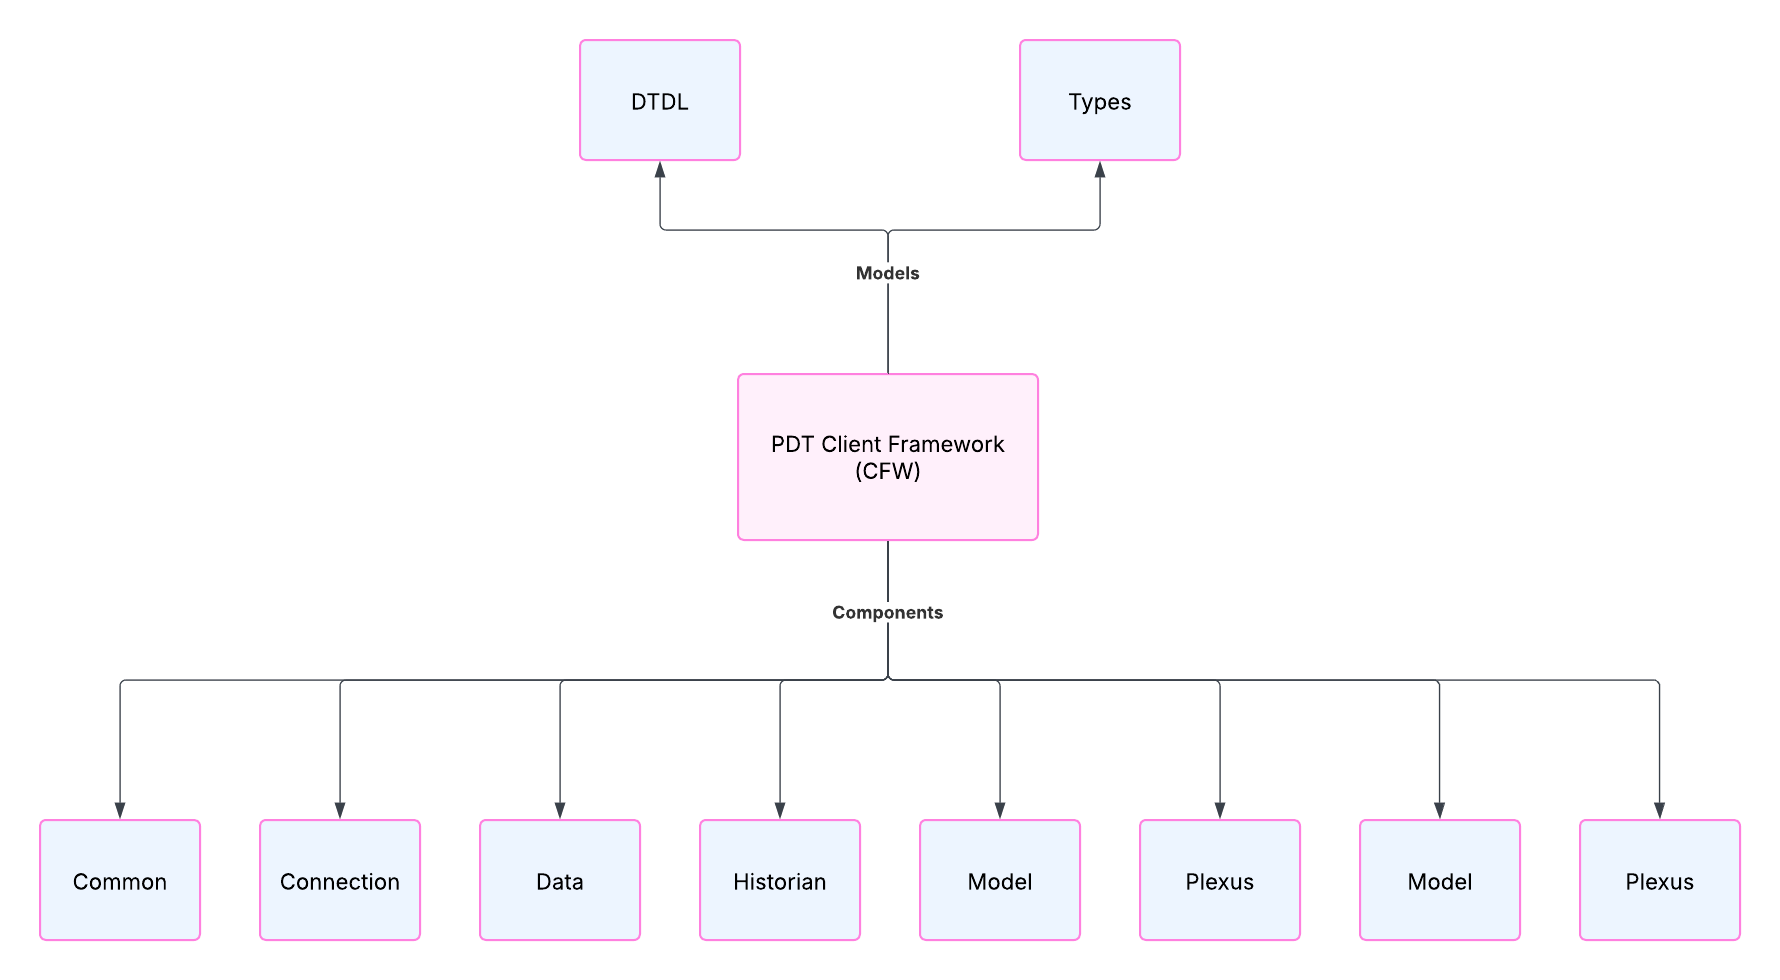 DTDL
Types
Models
PDT Client Framework
(CFW)
Components
Common
Connection
Data
Historian
Model
Plexus
Model
Plexus